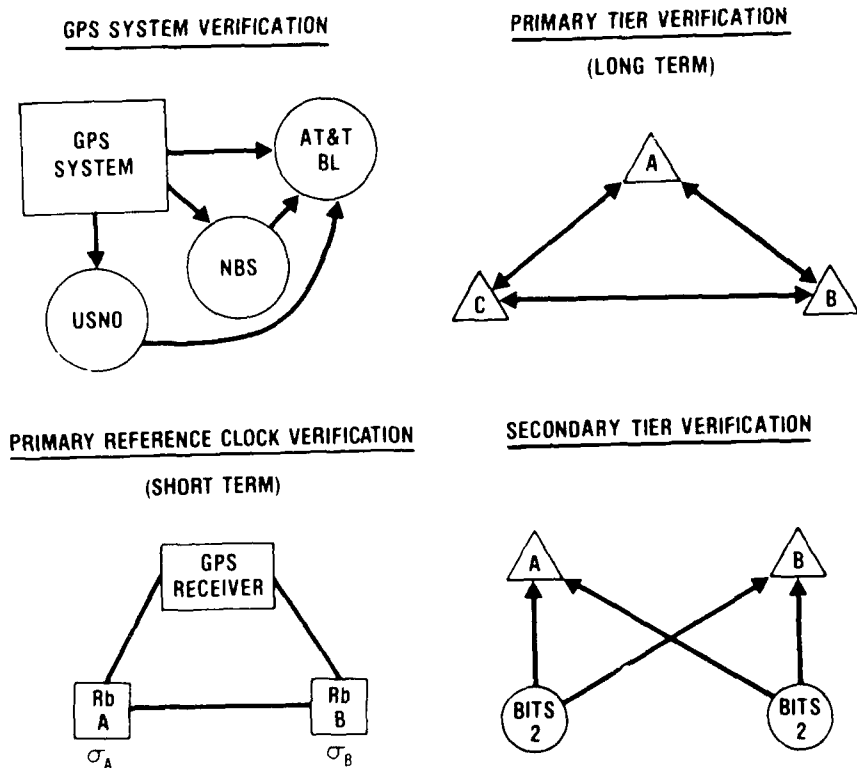 GPS SYSTEM VERIFICATION
GPS
SYSTEM
AT&T
BL
NBS
USNO
PRIMARY TIER VERIFICATION
(LONG TERM)
A
C
B
PRIMARY REFERENCE CLOCK VERIFICATION
(SHORT TERM)
GPS
RECEIVER
Rb
A
Rb
B
σA
σB
SECONDARY TIER VERIFICATION
A
B
BITS
2
BITS
2